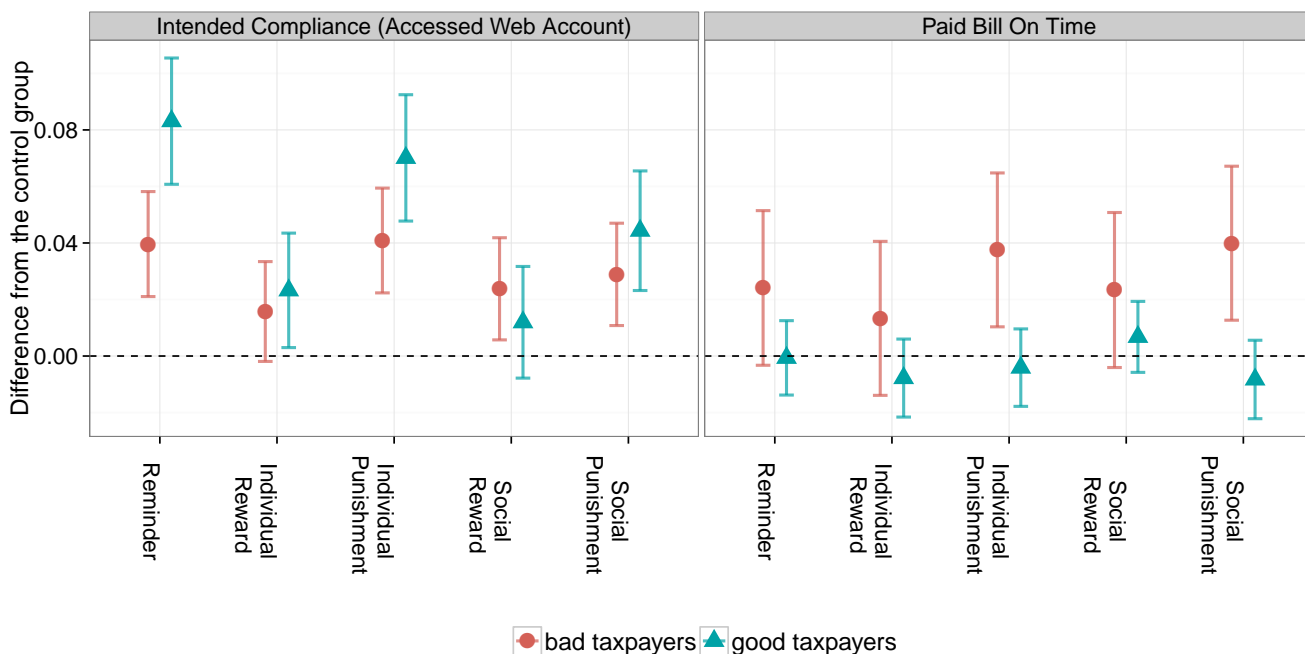 Intended Compliance (Accessed Web Account)
Paid Bill On Time
Difference from the control group
0.08
0.04
0.00
Reminder
Individual
Reward
Individual
Punishment
Social
Reward
Social
Punishment
Reminder
Individual
Reward
Individual
Punishment
Social
Reward
Social
Punishment
bad taxpayers good taxpayers